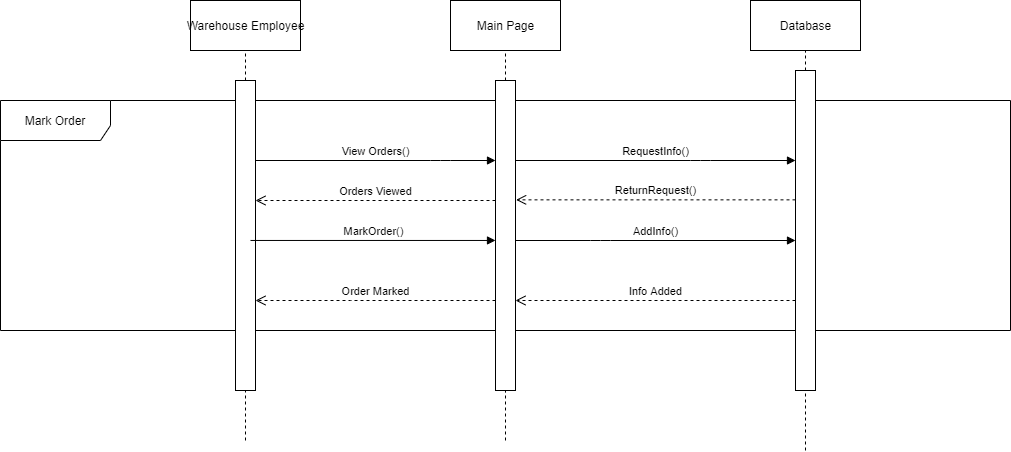 Warehouse Employee
Main Page
Database
Mark Order
View Orders()
RequestInfo()
Orders Viewed
ReturnRequest()
MarkOrder()
AddInfo()
Order Marked
Info Added